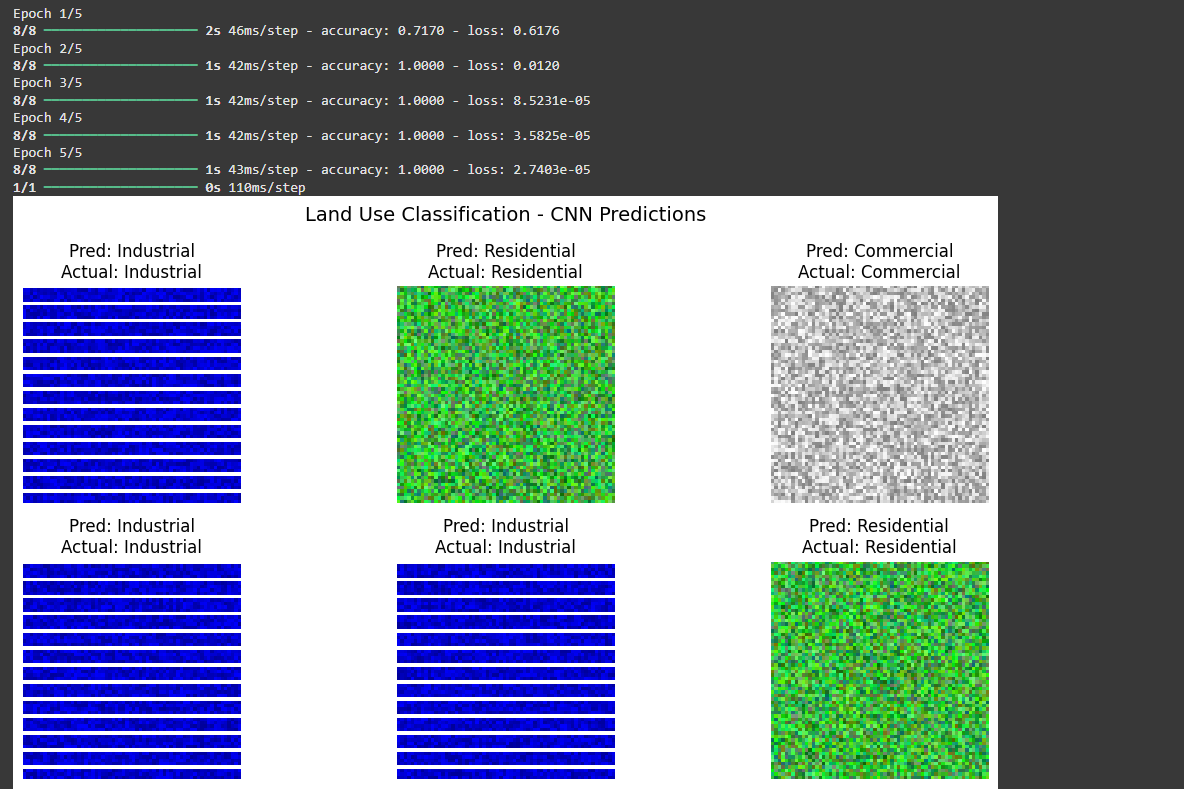 Epoch 1/5
8/8 ━━━━━━━━━━━━━━━━━━━━ 2s 46ms/step - accuracy: 0.7170 - loss: 0.6176
Epoch 2/5
8/8 ━━━━━━━━━━━━━━━━━━━━ 1s 42ms/step - accuracy: 1.0000 - loss: 0.0120
Epoch 3/5
8/8 ━━━━━━━━━━━━━━━━━━━━ 1s 42ms/step - accuracy: 1.0000 - loss: 8.5231e-05
Epoch 4/5
8/8 ━━━━━━━━━━━━━━━━━━━━ 1s 42ms/step - accuracy: 1.0000 - loss: 3.5825e-05
Epoch 5/5
8/8 ━━━━━━━━━━━━━━━━━━━━ 1s 43ms/step - accuracy: 1.0000 - loss: 2.7403e-05
1/1 ━━━━━━━━━━━━━━━━━━━━ 0s 110ms/step
Land Use Classification - CNN Predictions
Pred: Industrial
Actual: Industrial
Pred: Residential
Actual: Residential
Pred: Commercial
Actual: Commercial
Pred: Industrial
Actual: Industrial
Pred: Industrial
Actual: Industrial
Pred: Residential
Actual: Residential